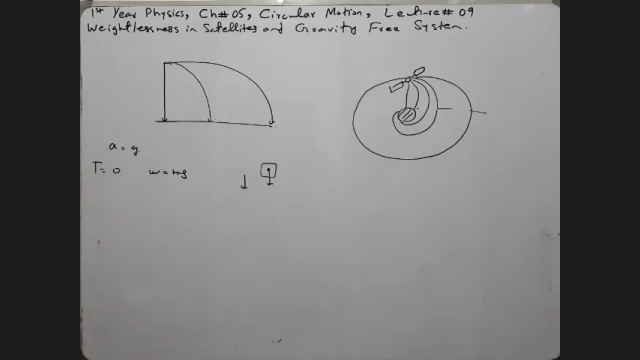 1st Year Physics, Ch# 05, Circular Motion, Lecture# 09
Weightlessness in Satellites and Gravity Free System.
a = g
T = 0 w = mg